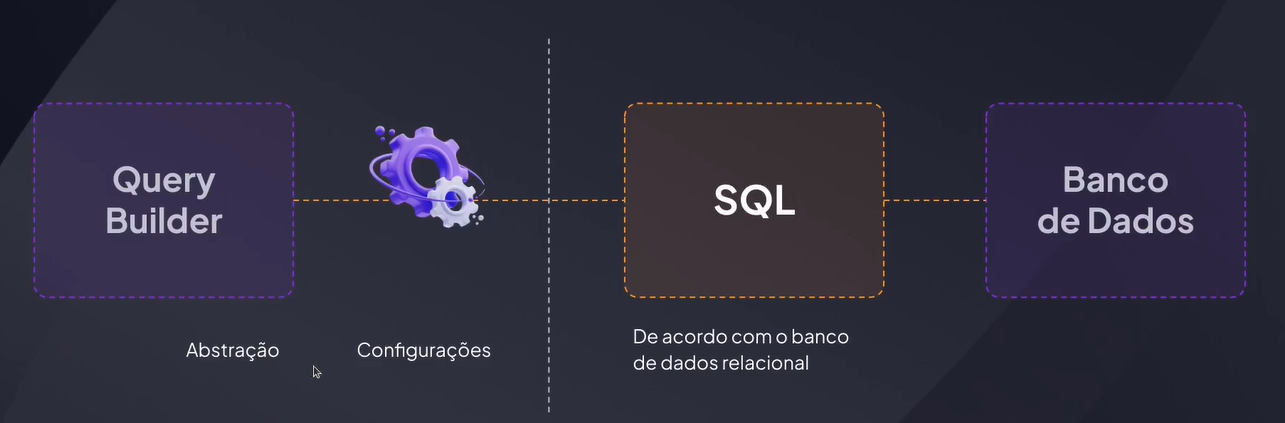 Query
Builder
SQL
Banco
de Dados
Abstração
Configurações
De acordo com o banco
de dados relacional